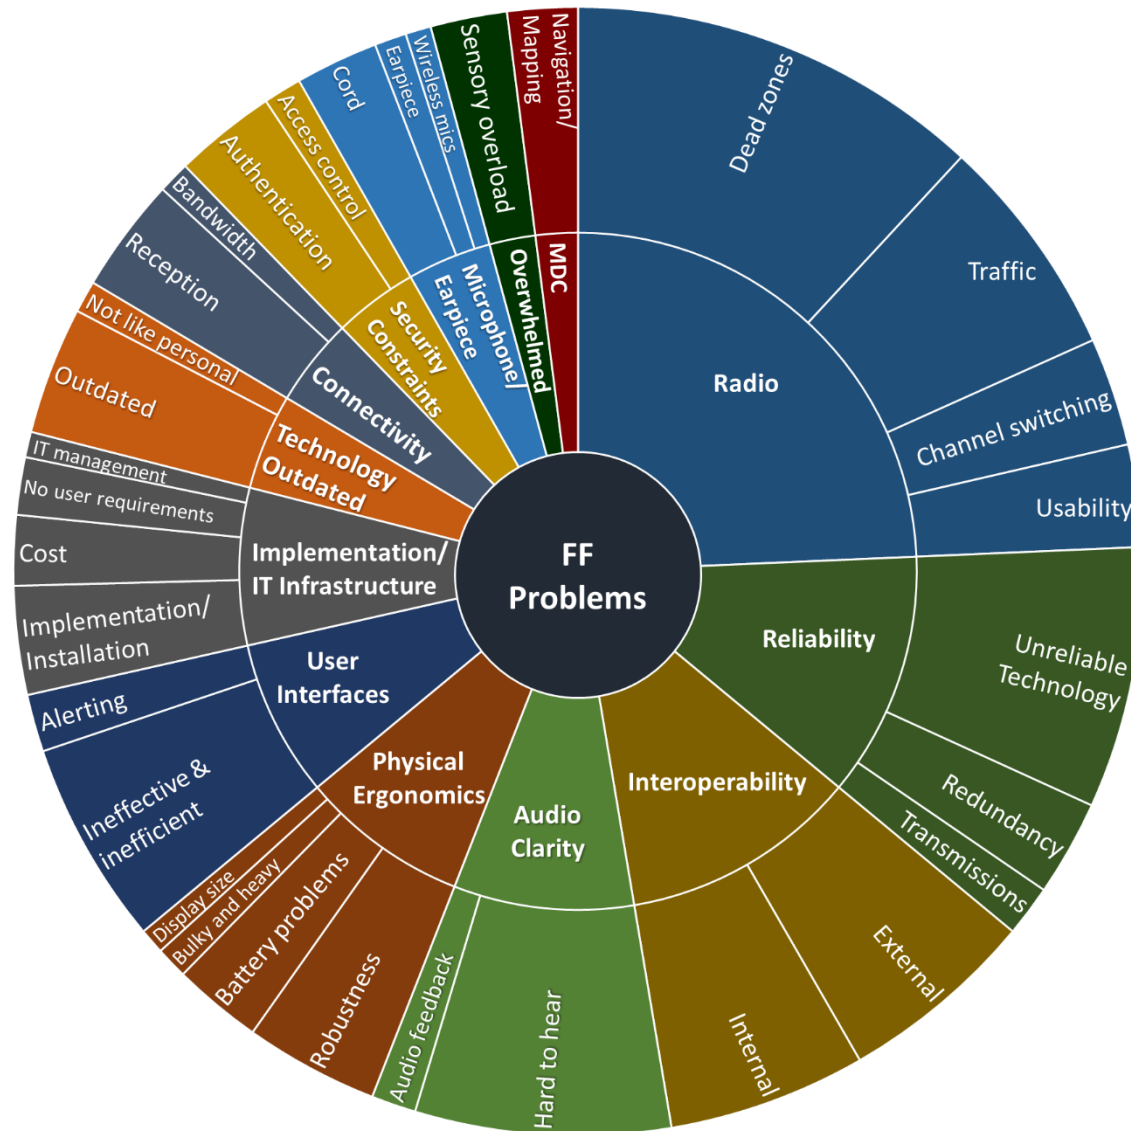 FF
Problems
Radio
Dead zones
Traffic
Channel switching
Usability
Reliability
Unreliable
Technology
Redundancy
Transmissions
Interoperability
External
Internal
Audio
Clarity
Hard to hear
Audio feedback
Physical
Ergonomics
Robustness
Battery problems
Bulky and heavy
Display size
User
Interfaces
Ineffective &
inefficient
Alerting
Implementation/
IT Infrastructure
Implementation/
Installation
Cost
No user requirements
IT management
Technology
Outdated
Outdated
Not like personal
Connectivity
Reception
Bandwidth
Security
Constraints
Authentication
Access control
Microphone/
Earpiece
Cord
Earpiece
Wireless mics
Overwhelmed
Sensory overload
MDC
Navigation/
Mapping